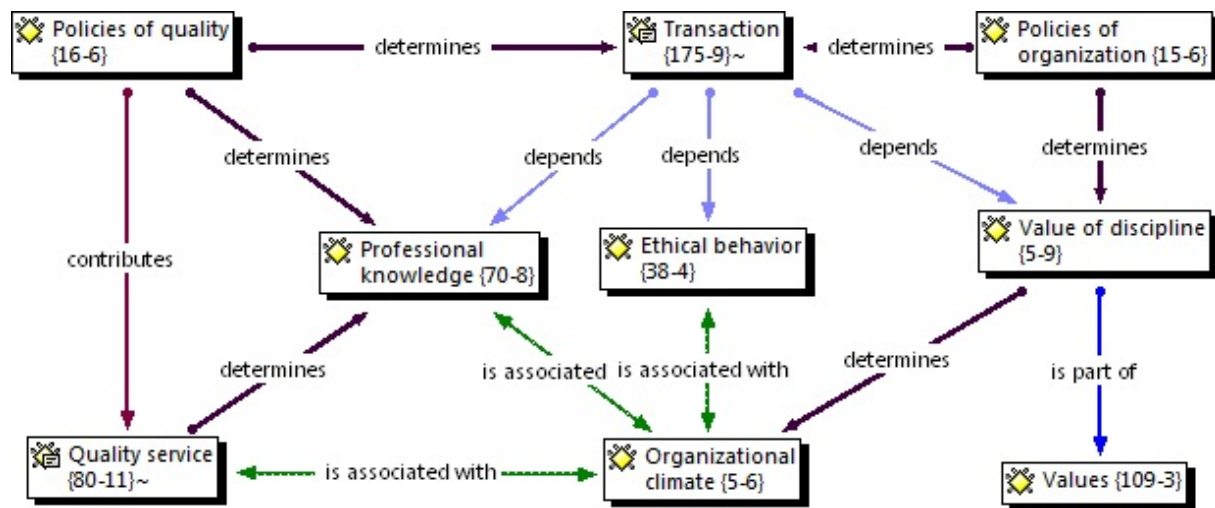 Policies of quality
{16-6}
determines
Transaction
{175-9}~
determines
Policies of
organization {15-6}
determines
depends
depends
depends
determines
contributes
Professional
knowledge {70-8}
Ethical behavior
{38-4}
Value of discipline
{5-9}
determines
is associated
is associated with
determines
is part of
Quality service
{80-11}~
is associated with
Organizational
climate {5-6}
Values {109-3}